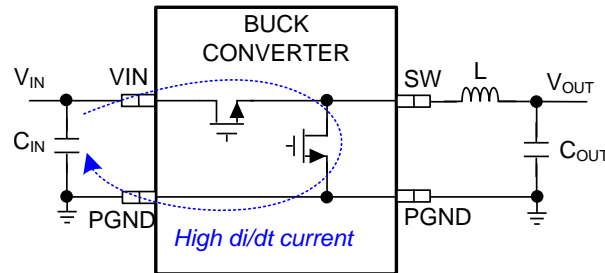 BUCK
CONVERTER
VIN
VIN
SW
L
VOUT
CIN
COUT
PGND
PGND
High di/dt current